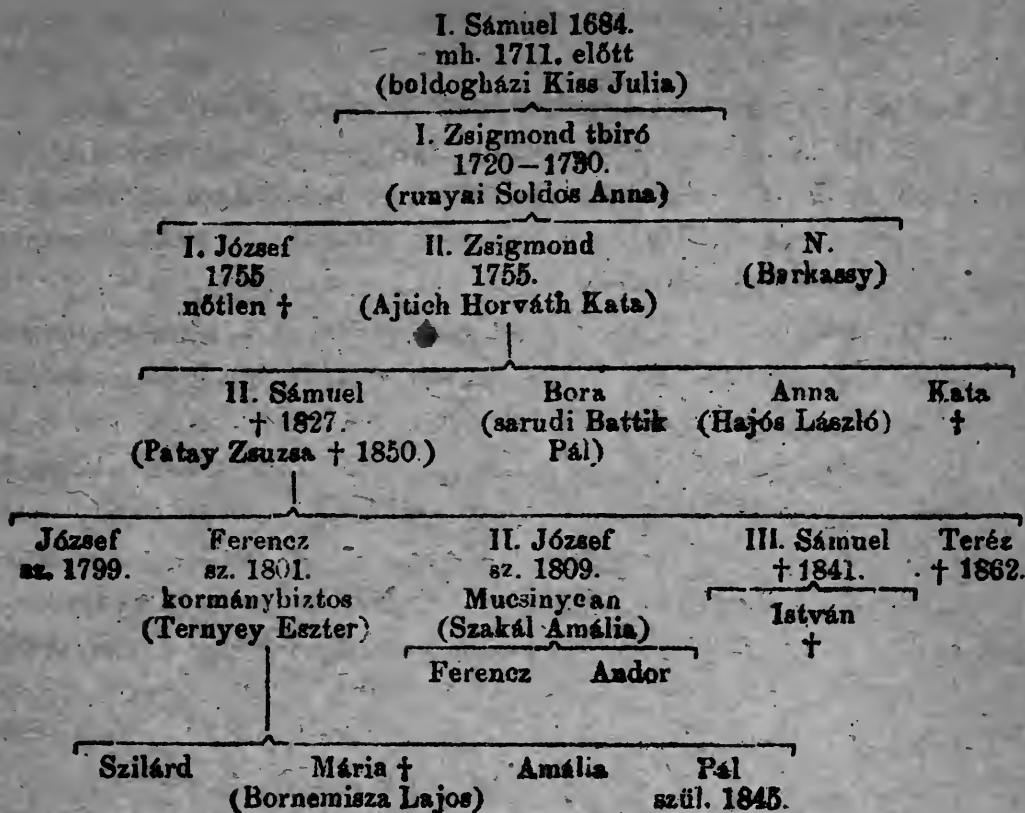 I. Sámuel 1684.
mh. 1711. előtt
(boldogházi Kiss Julia)
I. Zsigmond tbiró
1720—1730.
(runyai Soldos Anna)
I. József II. Zsigmond N.
1755 1755. (Barkassy)
nőtlen † (Ajtich Horváth Kata)
II. Sámuel Bora Anna Kata
† 1827. (sarudi Battik (Hajós László) †
(Patay Zsuzsa † 1850.) Pál)
József Ferencz II. József III. Sámuel Teréz
sz. 1799. sz. 1801. sz. 1809. † 1841. † 1862.
kormánybiztos Mucsinycan István
(Ternyey Eszter) (Szakál Amália) †
Ferencz Andor
Szilárd Mária † Amália Pál
(Bornemisza Lajos) szül. 1845.